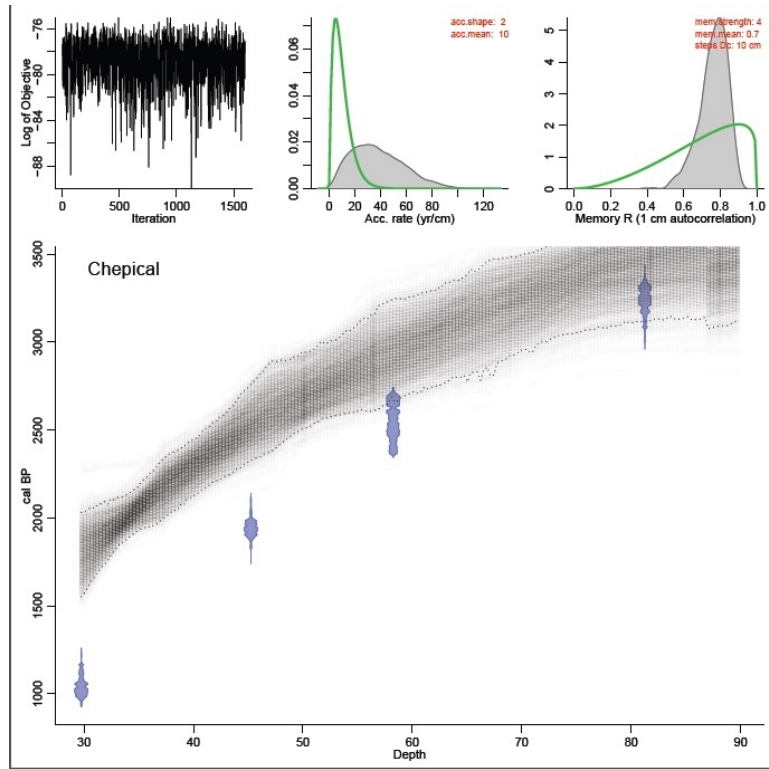 -76
-80
-84
-88
Log of Objective
0 500 1000 1500
Iteration
acc.shape: 2
acc.mean: 10
0.06
0.04
0.02
0.00
0 20 40 60 80 120
Acc. rate (yr/cm)
mem.strength: 4
mem.mean: 0.7
steps Dc: 10 cm
5
4
3
2
1
0
0.0 0.2 0.4 0.6 0.8 1.0
Memory R (1 cm autocorrelation)
Chepical
3500
3000
2500
2000
1500
1000
cal BP
30 40 50 60 70 80 90
Depth